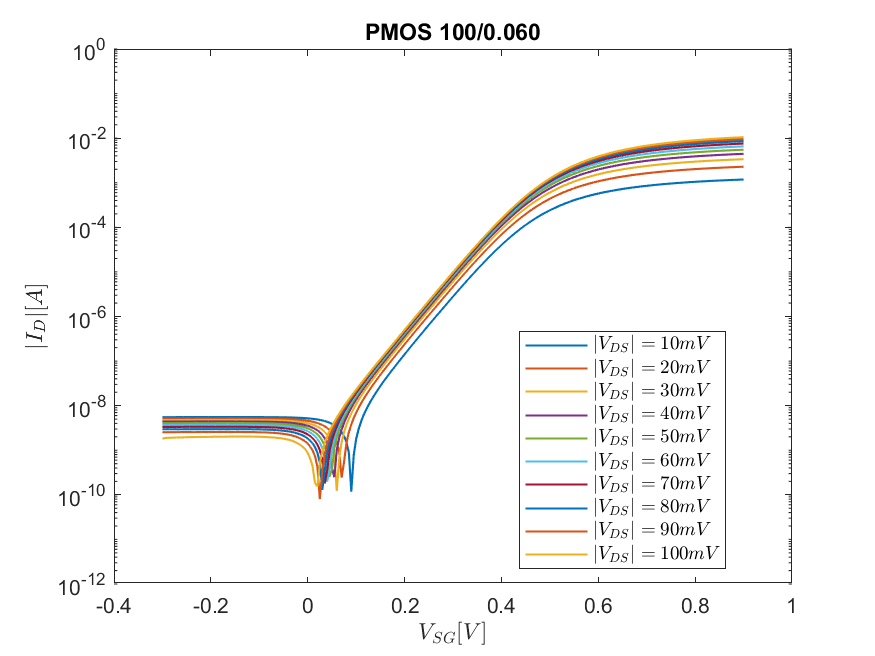 PMOS 100/0.060
10^0
10^-2
10^-4
10^-6
10^-8
10^-10
10^-12
|I_D|[A]
-0.4 -0.2 0 0.2 0.4 0.6 0.8 1
V_SG[V]
|V_DS| = 10mV
|V_DS| = 20mV
|V_DS| = 30mV
|V_DS| = 40mV
|V_DS| = 50mV
|V_DS| = 60mV
|V_DS| = 70mV
|V_DS| = 80mV
|V_DS| = 90mV
|V_DS| = 100mV